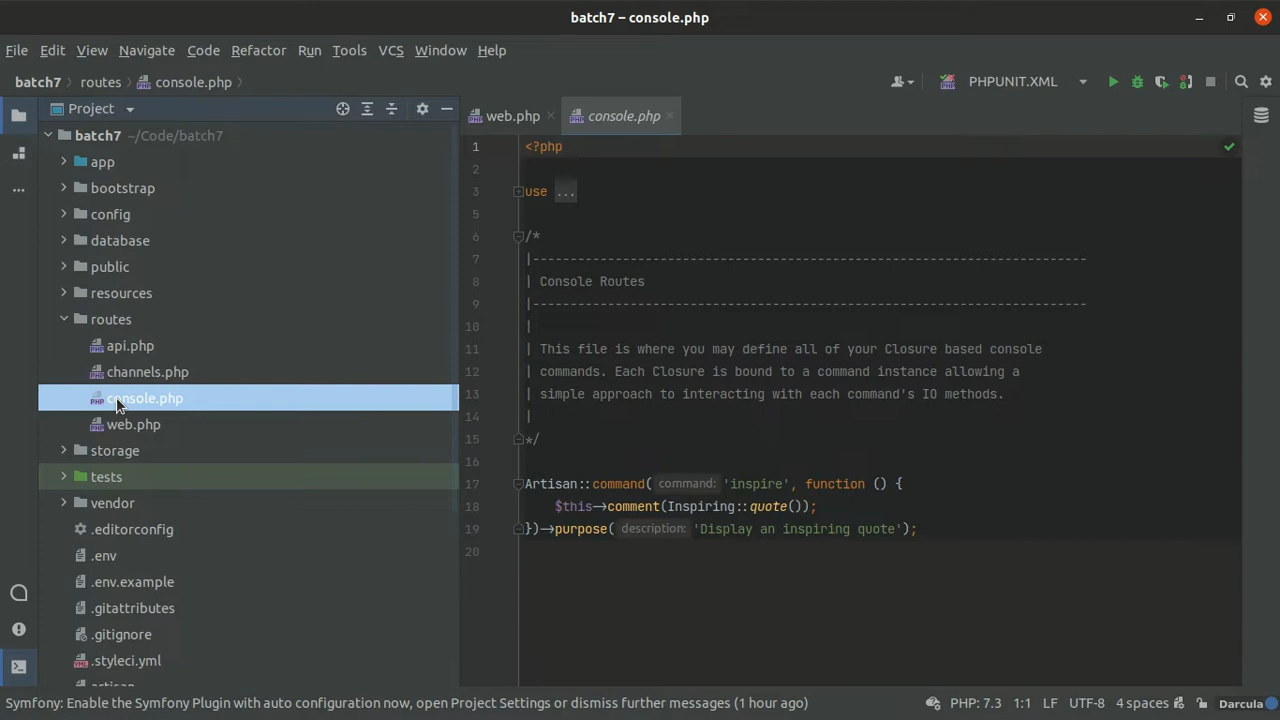 batch7 – console.php
File Edit View Navigate Code Refactor Run Tools VCS Window Help
batch7 routes console.php PHPUNIT.XML
Project
web.php console.php
batch7 ~/Code/batch7
app
bootstrap
config
database
public
resources
routes
api.php
channels.php
console.php
web.php
storage
tests
vendor
.editorconfig
.env
.env.example
.gitattributes
.gitignore
.styleci.yml
artisan
1 <?php
2
3 use ...
5
6 /*
7 |--------------------------------------------------------------------------
8 | Console Routes
9 |--------------------------------------------------------------------------
10 |
11 | This file is where you may define all of your Closure based console
12 | commands. Each Closure is bound to a command instance allowing a
13 | simple approach to interacting with each command's IO methods.
14 |
15 */
16
17 Artisan::command( command: 'inspire', function () {
18 $this->comment(Inspiring::quote());
19 })->purpose( description: 'Display an inspiring quote');
20
Symfony: Enable the Symfony Plugin with auto configuration now, open Project Settings or dismiss further messages (1 hour ago) PHP: 7.3 1:1 LF UTF-8 4 spaces Darcula